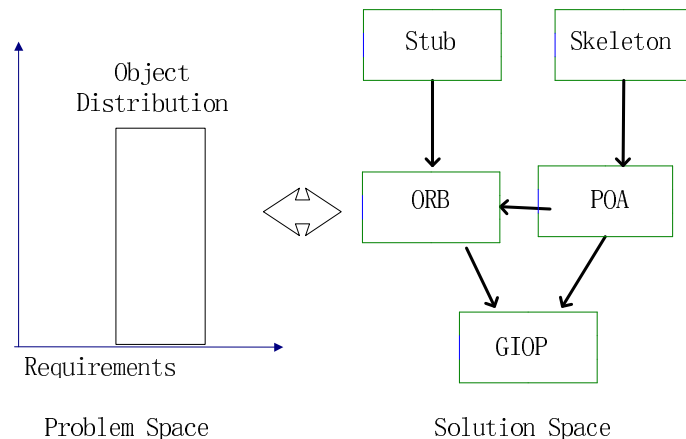 Object
Distribution
Requirements
Problem Space
Stub
Skeleton
ORB
POA
GIOP
Solution Space